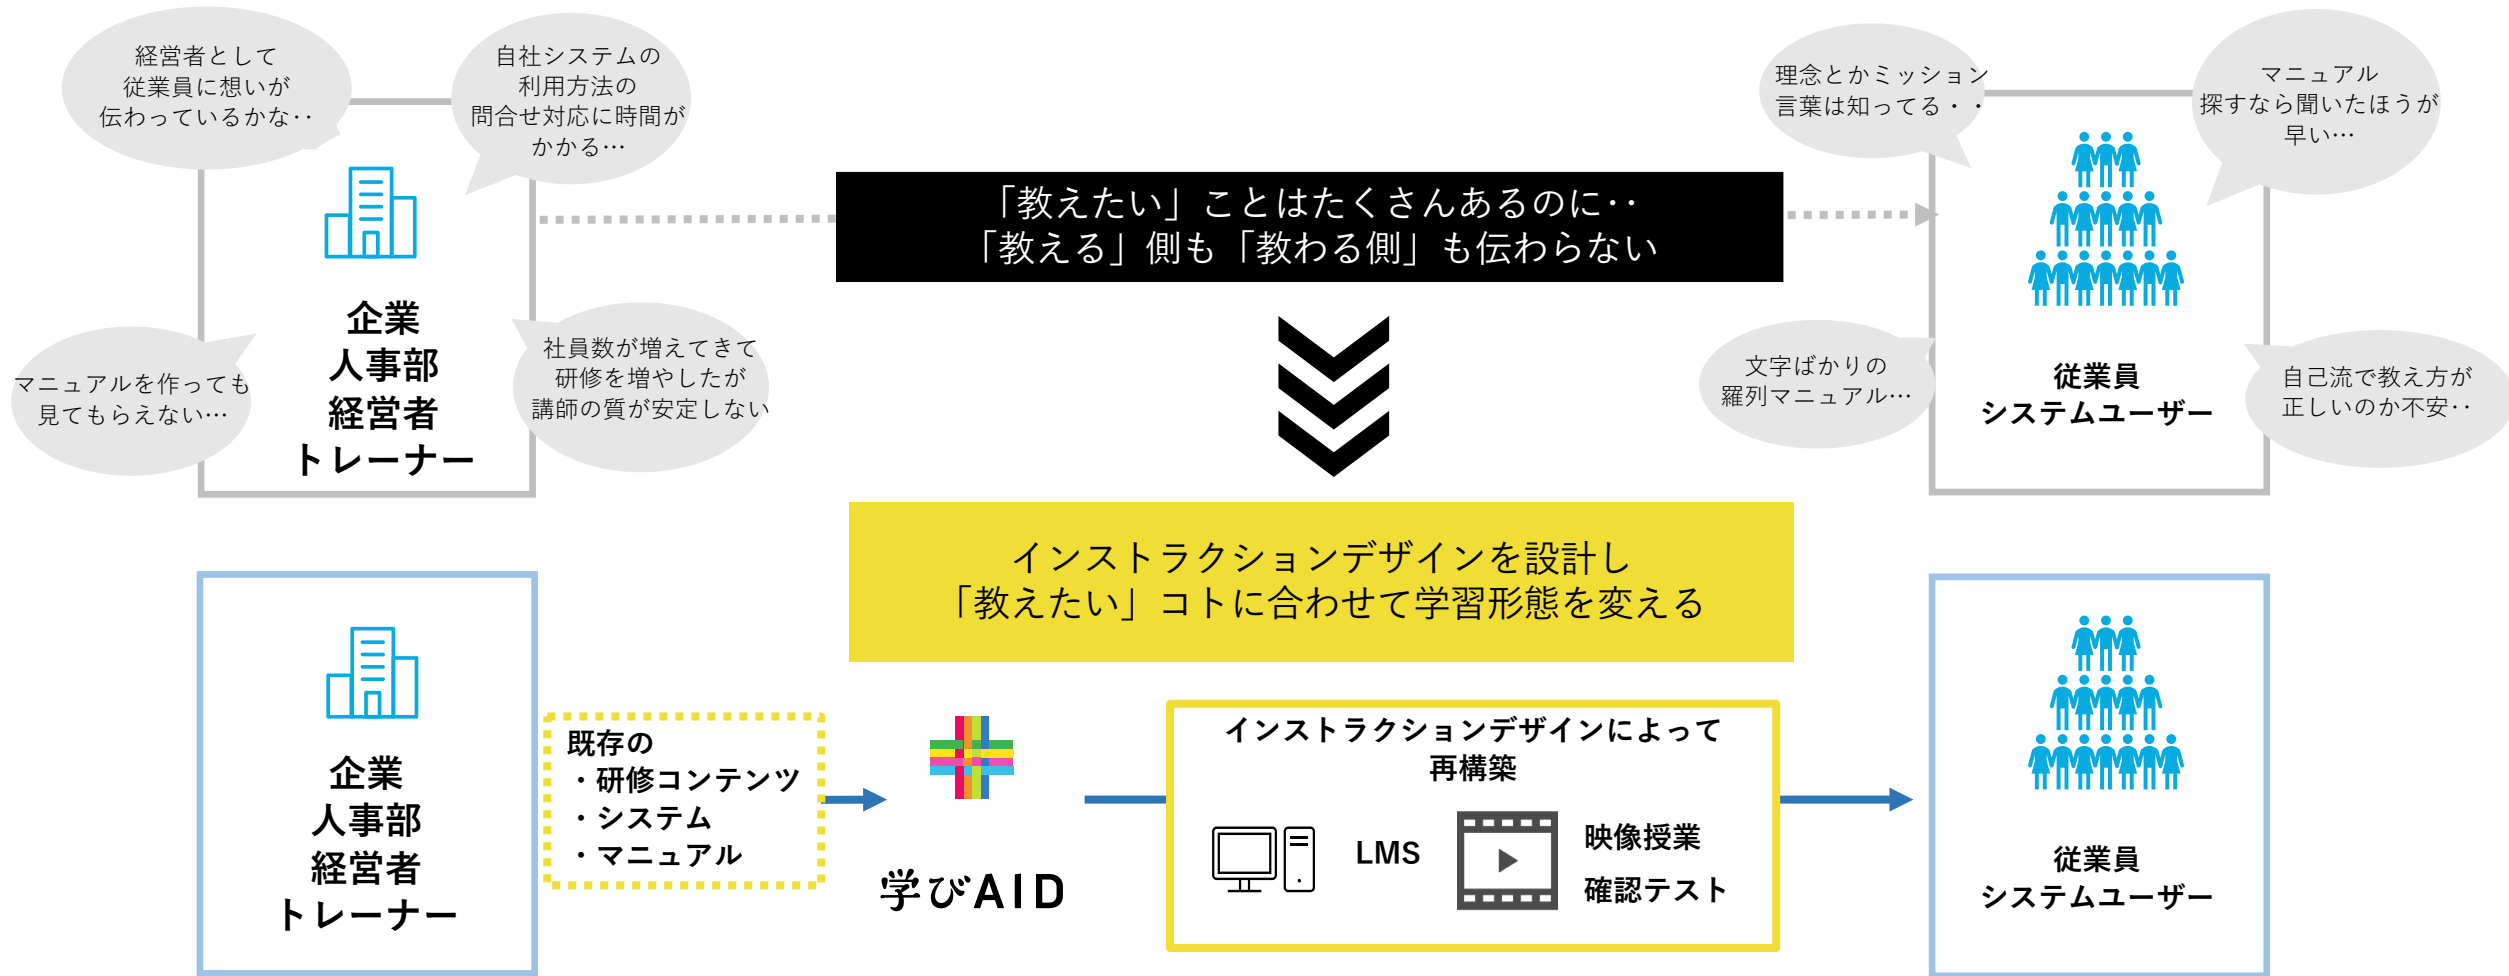 経営者として
従業員に想いが
伝わっているかな‥
自社システムの
利用方法の
問合せ対応に時間が
かかる…
理念とかミッション
言葉は知ってる・・
マニュアル
探すなら聞いたほうが
早い…
「教えたい」ことはたくさんあるのに‥
「教える」側も「教わる側」も伝わらない
企業
人事部
経営者
トレーナー
マニュアルを作っても
見てもらえない…
社員数が増えてきて
研修を増やしたが
講師の質が安定しない
文字ばかりの
羅列マニュアル…
従業員
システムユーザー
自己流で教え方が
正しいのか不安‥
インストラクションデザインを設計し
「教えたい」コトに合わせて学習形態を変える
企業
人事部
経営者
トレーナー
既存の
・研修コンテンツ
・システム
・マニュアル
学びAID
インストラクションデザインによって
再構築
LMS
映像授業
確認テスト
従業員
システムユーザー